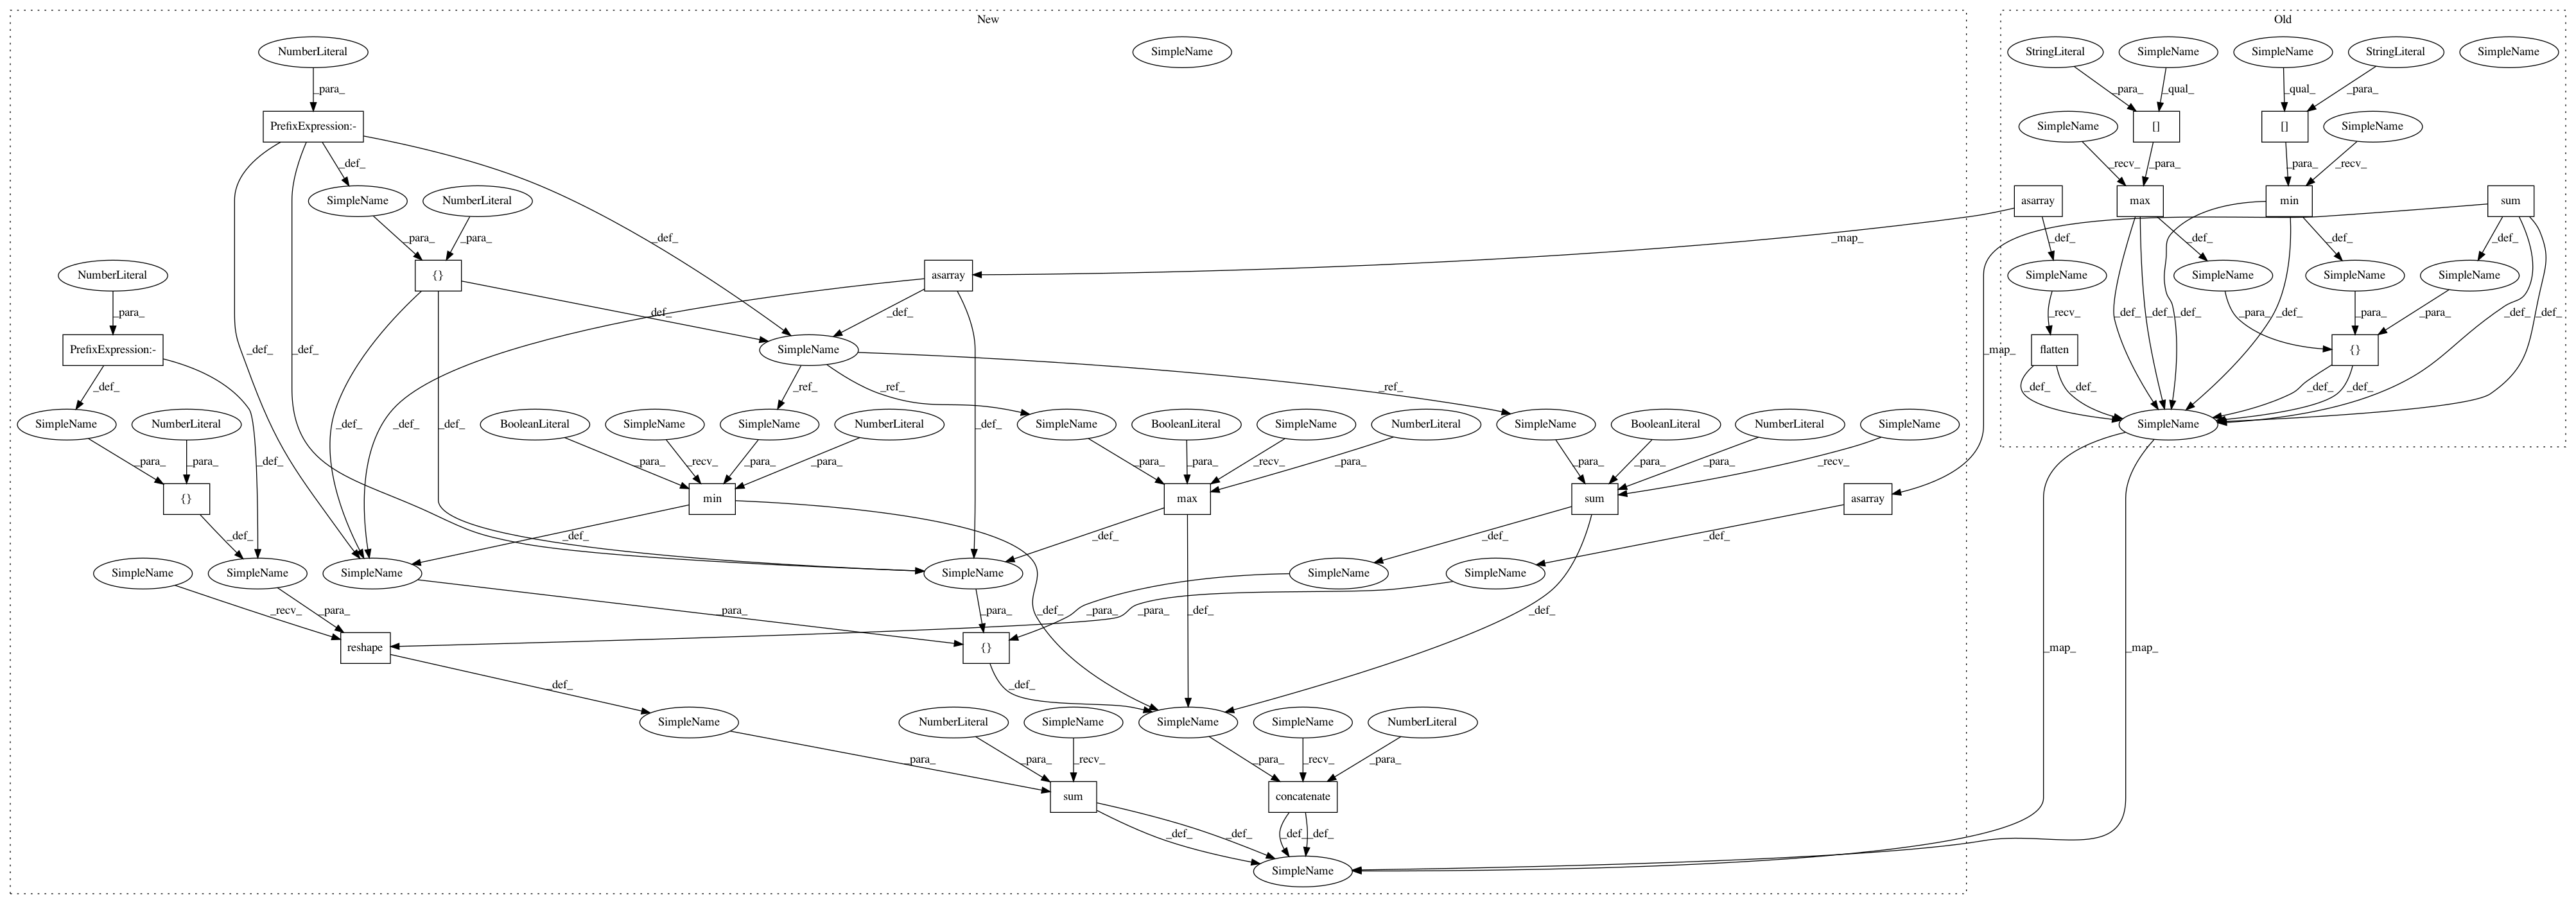 New
Old
NumberLiteral
SimpleName
StringLiteral
SimpleName
SimpleName
StringLiteral
SimpleName
_para_
_para_
_qual_
_qual_
_para_
PrefixExpression:-
SimpleName
[]
[]
SimpleName
_def_
_recv_
_para_
_para_
_recv_
SimpleName
NumberLiteral
asarray
max
min
sum
_para_
_para_
_def_
_map_
_def_
_def_
_def_
_def_
NumberLiteral
{}
asarray
SimpleName
SimpleName
SimpleName
SimpleName
_para_
_def_
_def_
_recv_
_def_
_def_
_def_
_def_
_para_
_para_
_para_
_def_
_def_
PrefixExpression:-
_def_
_def_
SimpleName
_map_
flatten
{}
_def_
_ref_
_ref_
_ref_
_def_
_def_
_def_
_def_
SimpleName
NumberLiteral
BooleanLiteral
SimpleName
SimpleName
NumberLiteral
SimpleName
BooleanLiteral
SimpleName
NumberLiteral
SimpleName
BooleanLiteral
NumberLiteral
SimpleName
SimpleName
_para_
_para_
_def_
_def_
_def_
_def_
_para_
_recv_
_para_
_para_
_para_
_para_
_recv_
_para_
_para_
_para_
_para_
_recv_
{}
min
max
sum
asarray
_def_
_def_
_def_
_def_
_def_
SimpleName
SimpleName
SimpleName
SimpleName
SimpleName
SimpleName
_recv_
_para_
_para_
_para_
_def_
_para_
_para_
_def_
_def_
reshape
{}
_map_
_map_
_def_
_def_
SimpleName
NumberLiteral
SimpleName
SimpleName
SimpleName
NumberLiteral
_para_
_para_
_recv_
_para_
_recv_
_para_
sum
concatenate
_def_
_def_
_def_
_def_
SimpleName